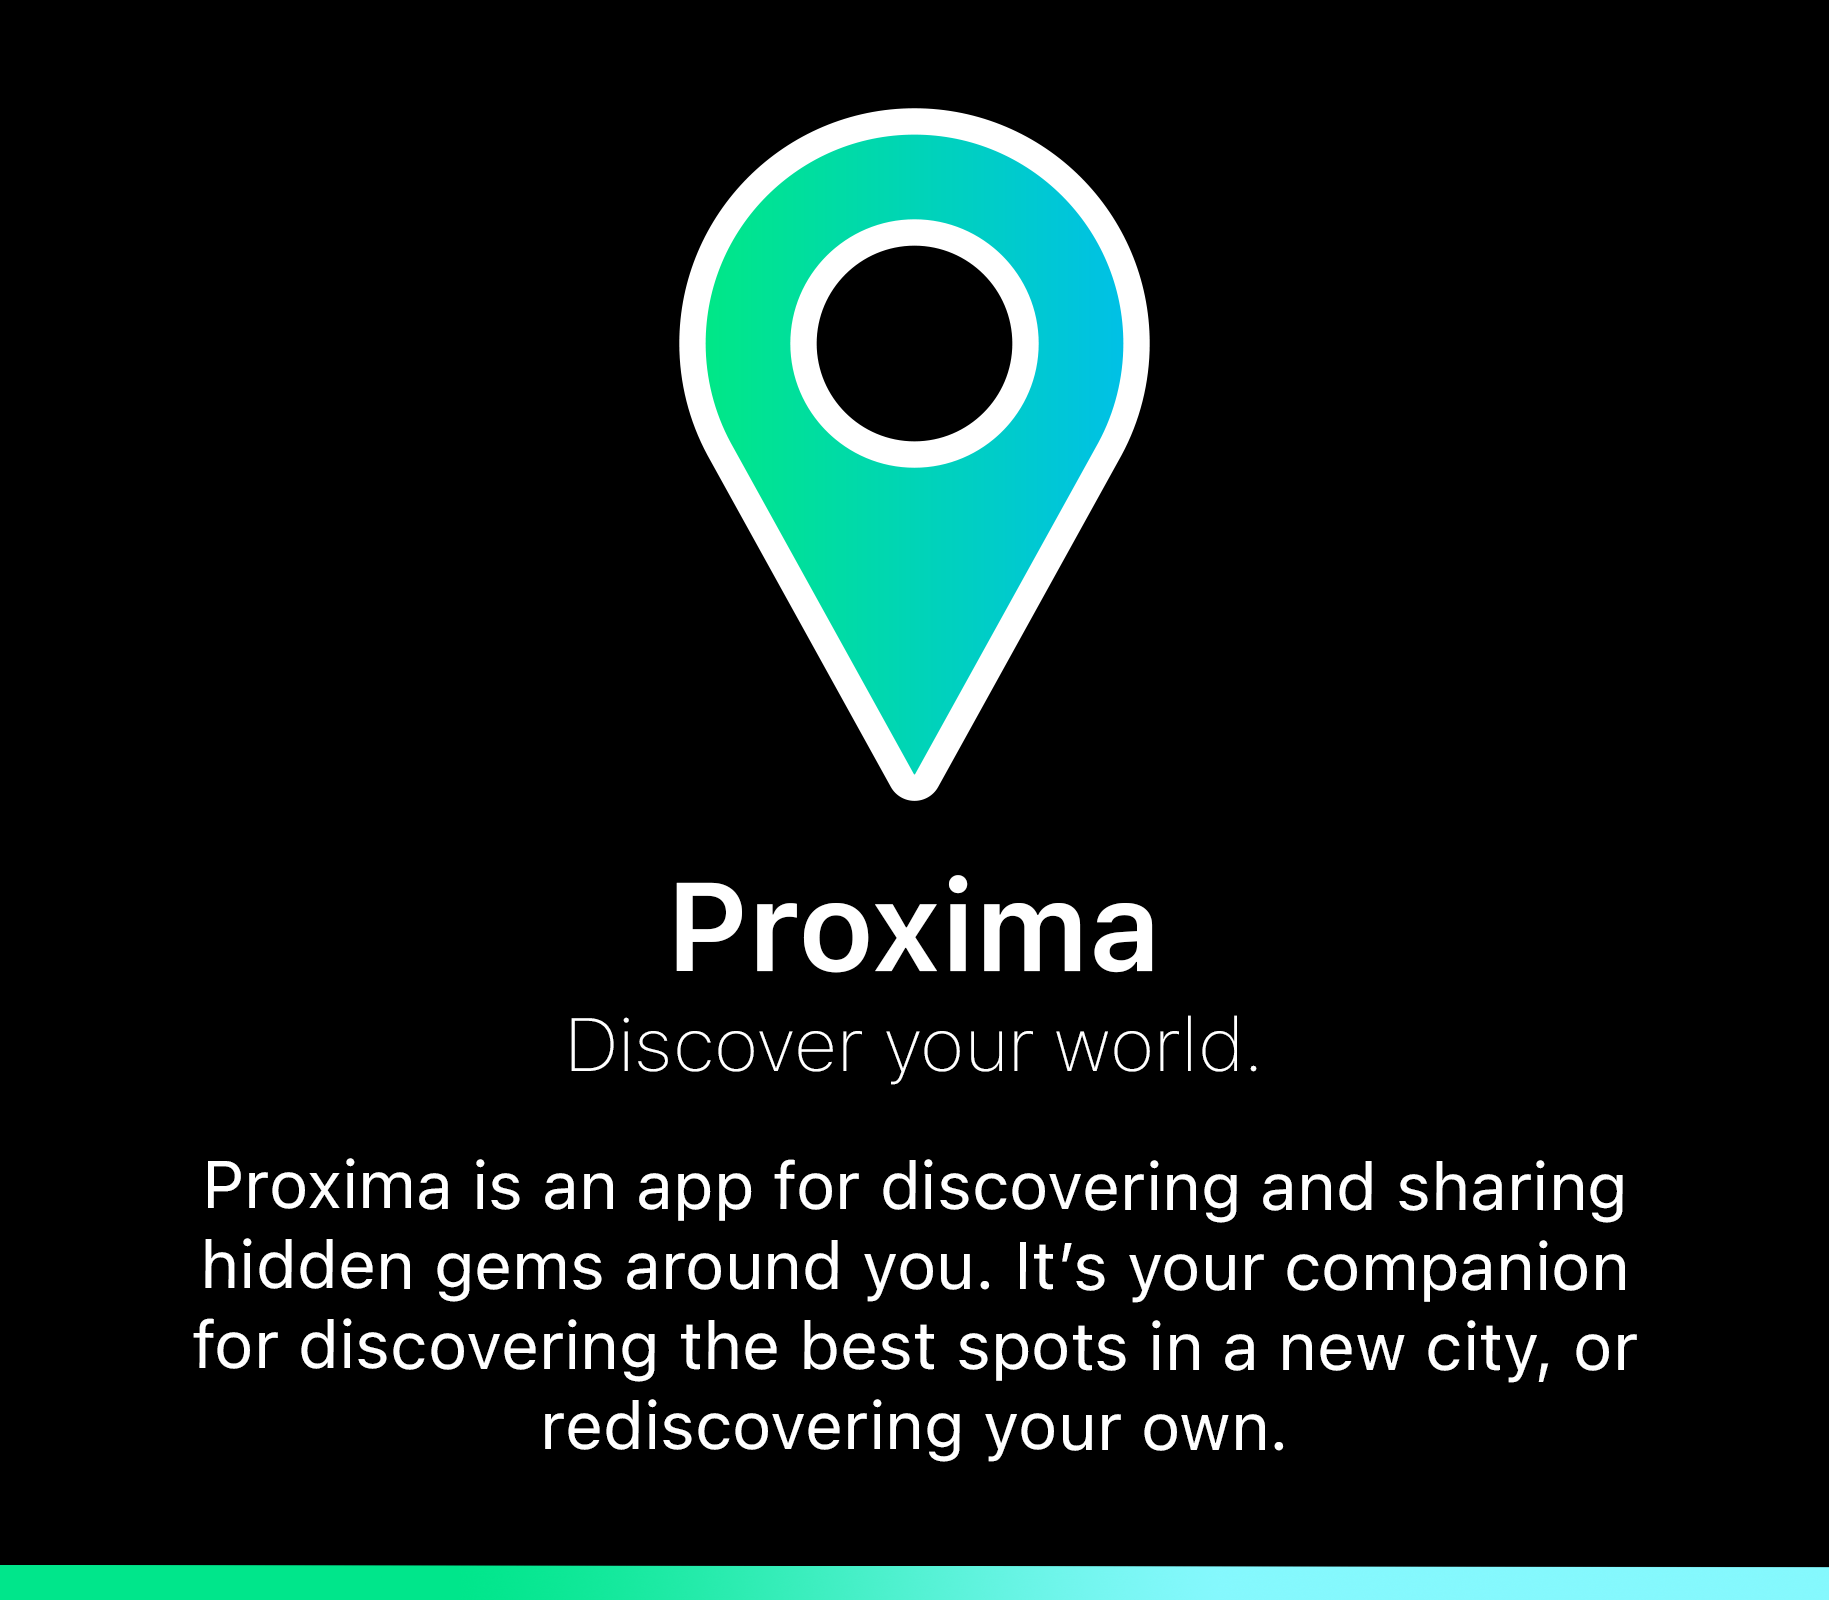 Proxima
Discover your world.
Proxima is an app for discovering and sharing
hidden gems around you. It’s your companion
for discovering the best spots in a new city, or
rediscovering your own.